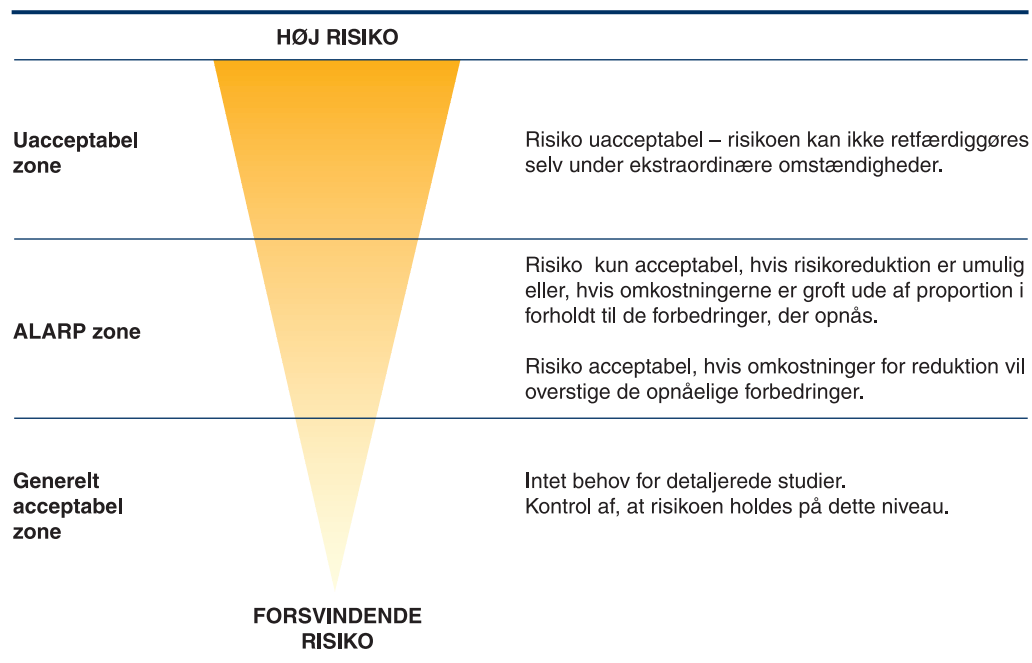 HØJ RISIKO
Uacceptabel
zone
Risiko uacceptabel – risikoen kan ikke retfærdiggøres
selv under ekstraordinære omstændigheder.
ALARP zone
Risiko kun acceptabel, hvis risikoreduktion er umulig
eller, hvis omkostningerne er groft ude af proportion i
forholdt til de forbedringer, der opnås.
Risiko acceptabel, hvis omkostninger for reduktion vil
overstige de opnåelige forbedringer.
Generelt
acceptabel
zone
Intet behov for detaljerede studier.
Kontrol af, at risikoen holdes på dette niveau.
FORSVINDENDE
RISIKO